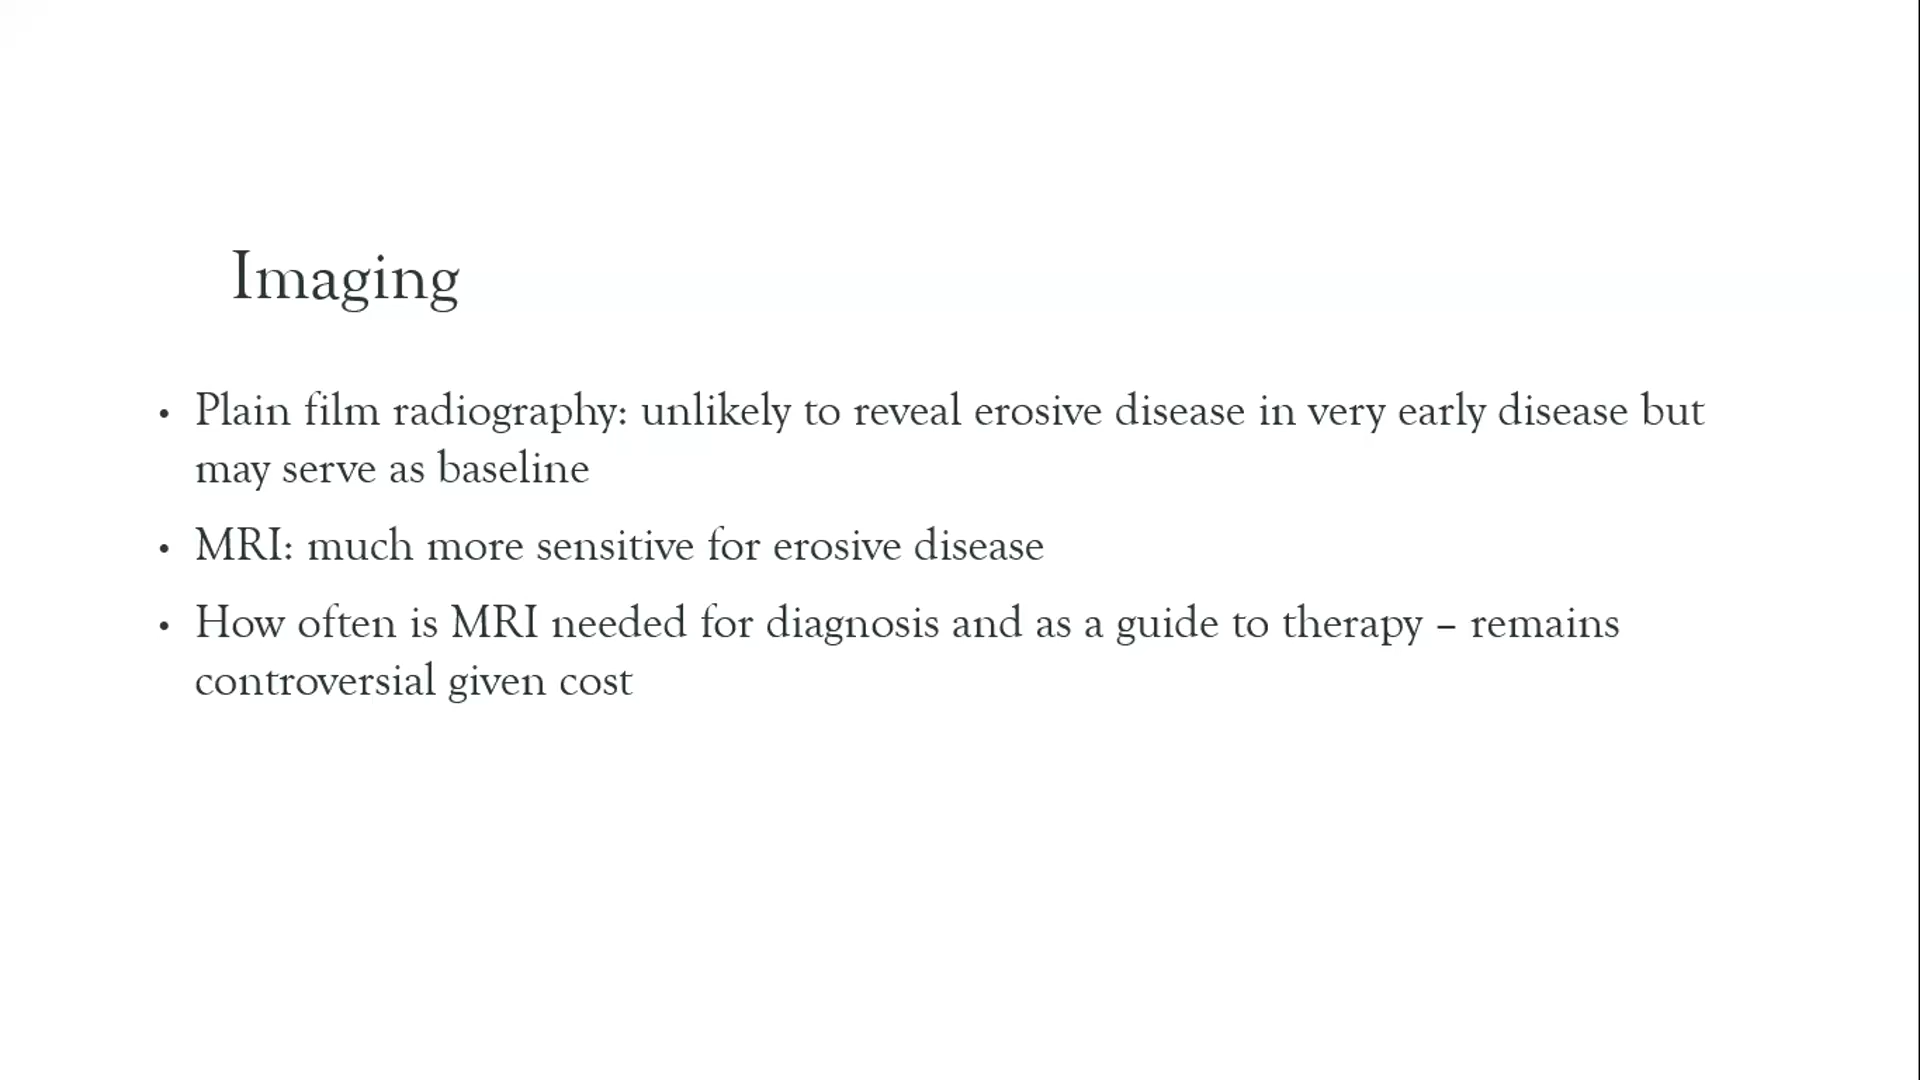 Imaging
• Plain film radiography: unlikely to reveal erosive disease in very early disease but
may serve as baseline
• MRI: much more sensitive for erosive disease
• How often is MRI needed for diagnosis and as a guide to therapy – remains
controversial given cost